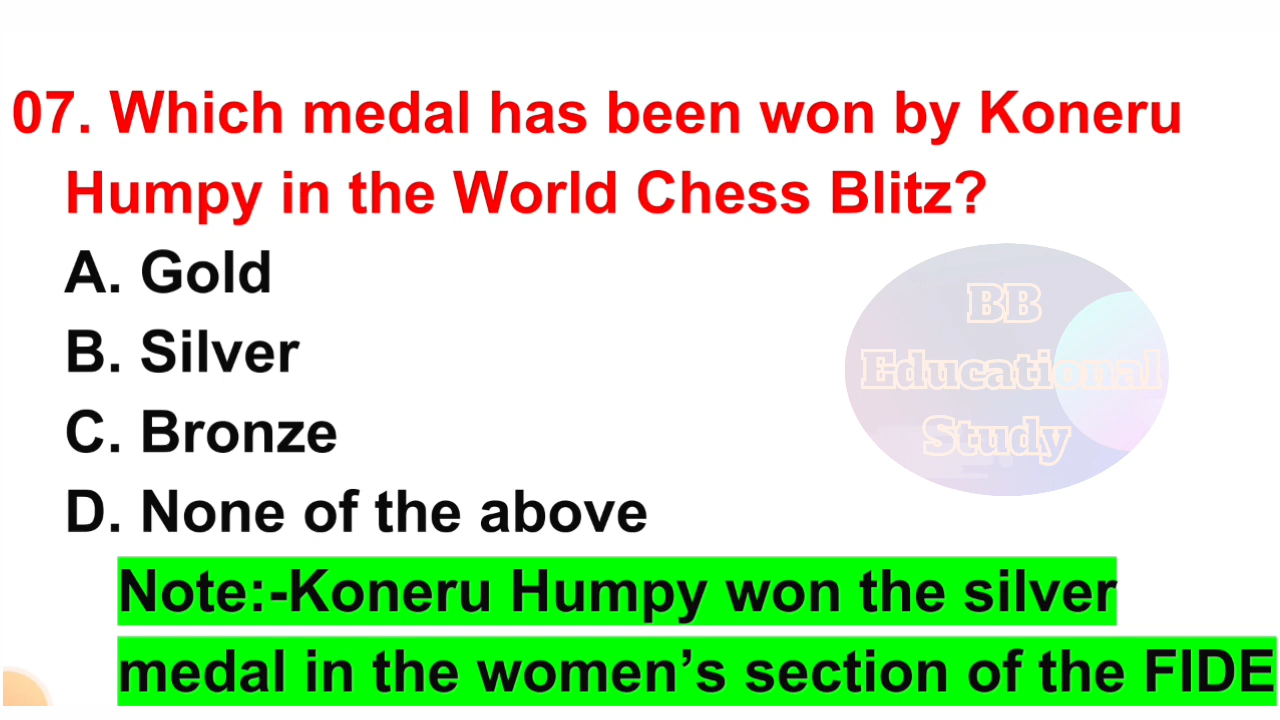 07. Which medal has been won by Koneru
Humpy in the World Chess Blitz?
A. Gold
B. Silver
C. Bronze
D. None of the above
Note:-Koneru Humpy won the silver
medal in the women's section of the FIDE
BB
Educational
Study